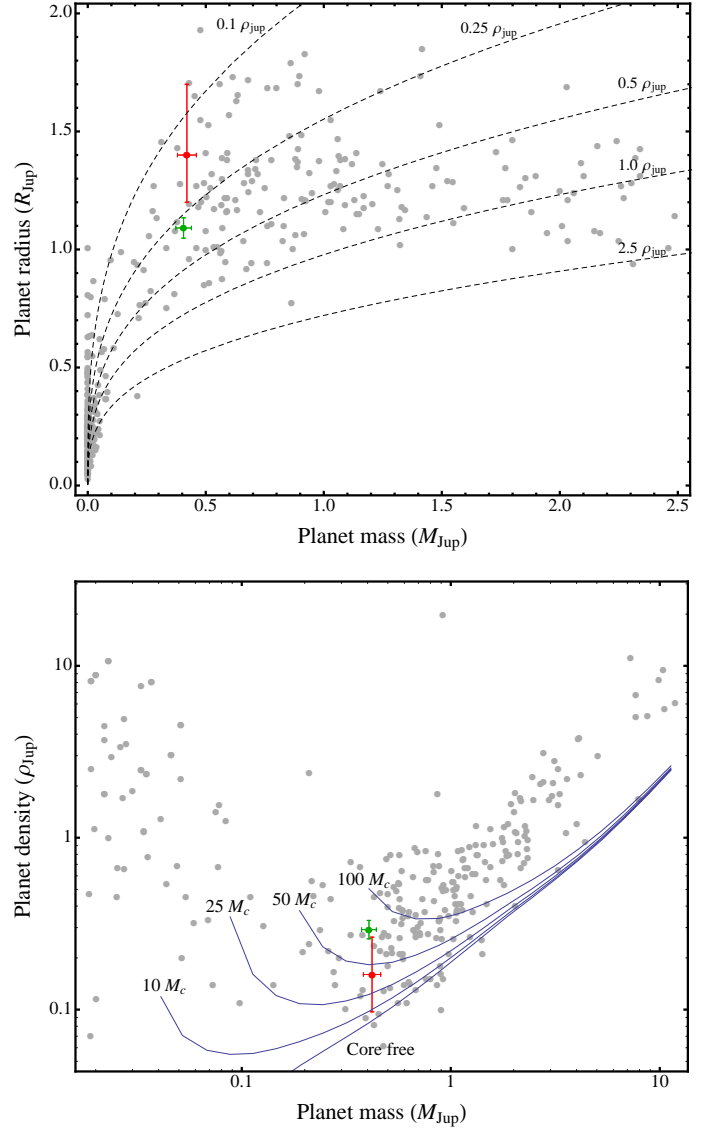 2.0
0.1 ρjup
0.25 ρjup
0.5 ρjup
1.5
1.0 ρjup
2.5 ρjup
1.0
0.5
0.0
Planet radius (RJup)
0.0 0.5 1.0 1.5 2.0 2.5
Planet mass (MJup)
10
1
100 Mc
50 Mc
25 Mc
10 Mc
0.1
Core free
Planet density (ρJup)
0.1 1 10
Planet mass (MJup)